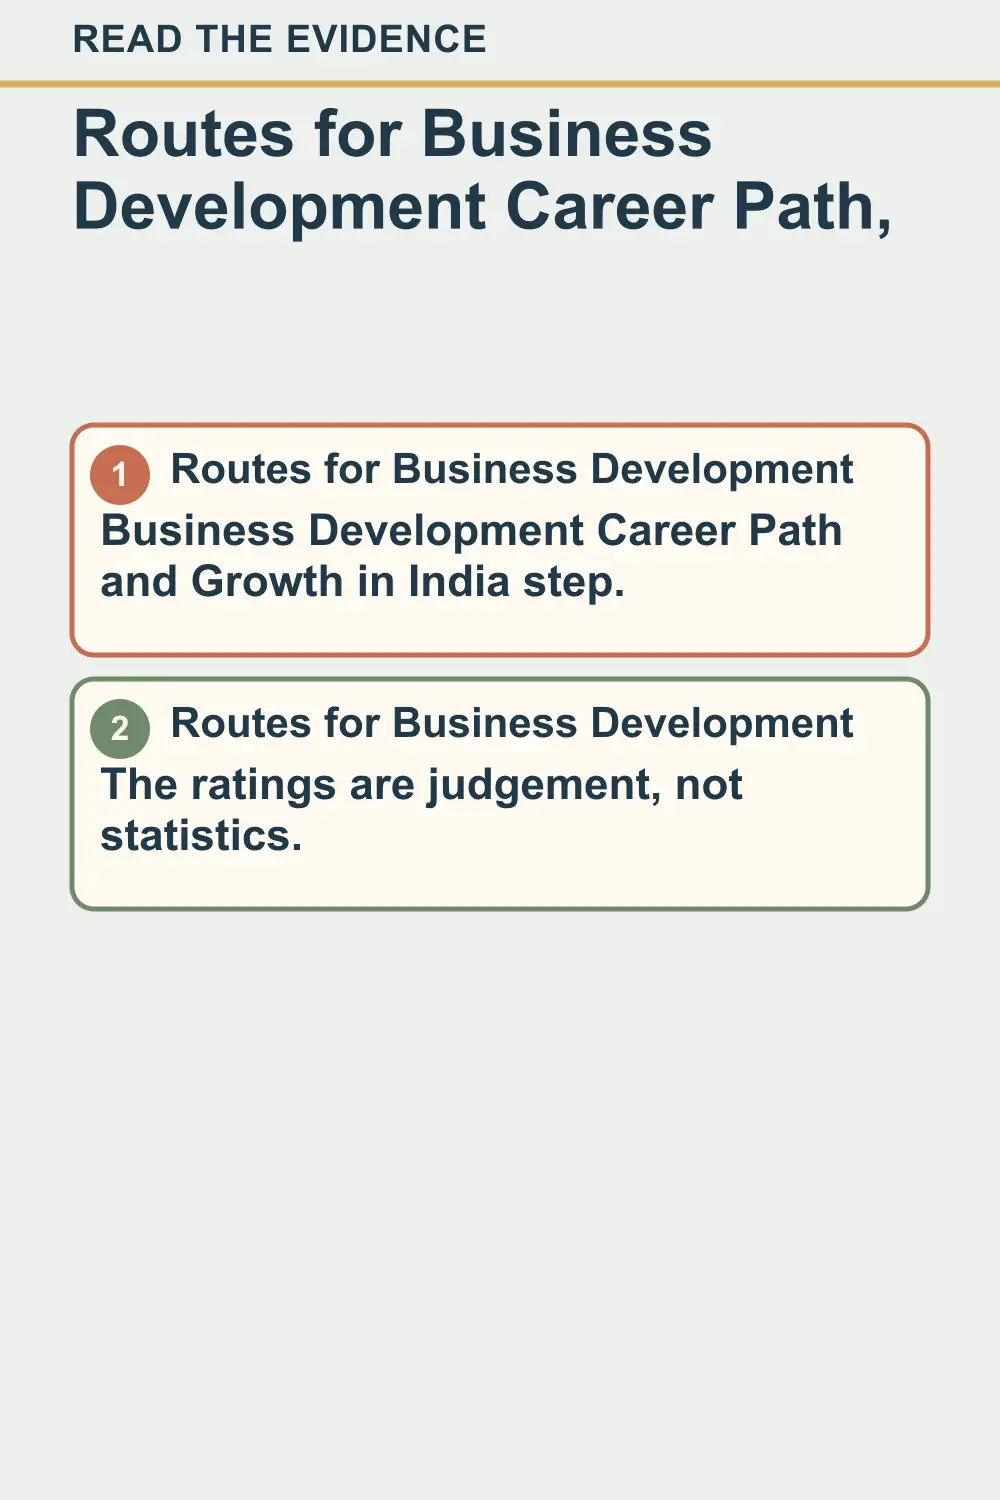 READ THE EVIDENCE
Routes for Business
Development Career Path,
1 Routes for Business Development
Business Development Career Path
and Growth in India step.
2 Routes for Business Development
The ratings are judgement, not
statistics.